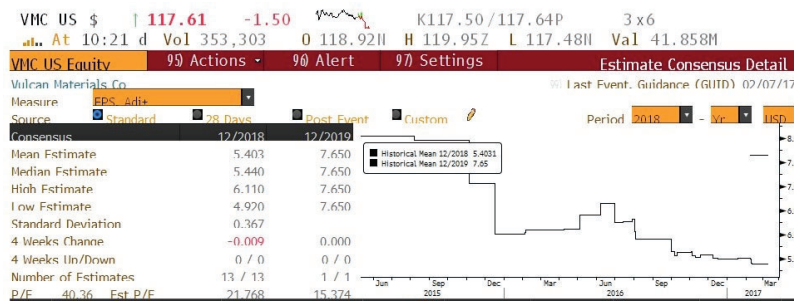 VMC US $ ↑ 117.61 -1.50 K117.50/117.64P 3x6
At 10:21 d Vol 353,303 O 118.92N H 119.95Z L 117.48N Val 41.858M
VMC US Equity 95) Actions 96) Alert 97) Settings Estimate Consensus Detail
Vulcan Materials Co Last Event, Guidance (GUID) 02/07/17
Measure EPS, Adj+
Source Standard 28 Days Post Event Custom Period 2018 - Yr USD
Consensus 12/2018 12/2019
Mean Estimate 5.403 7.650
Median Estimate 5.440 7.650
High Estimate 6.110 7.650
Low Estimate 4.920 7.650
Standard Deviation 0.367
4 Weeks Change -0.009 0.000
4 Weeks Up/Down 0 / 0 0 / 0
Number of Estimates 13 / 13 1 / 1
P/E 40.36 Est P/E 21.768 15.374
Historical Mean 12/2018 5.4031
Historical Mean 12/2019 7.65
Jun Sep Dec Mar Jun Sep Dec Mar
2015 2016 2017